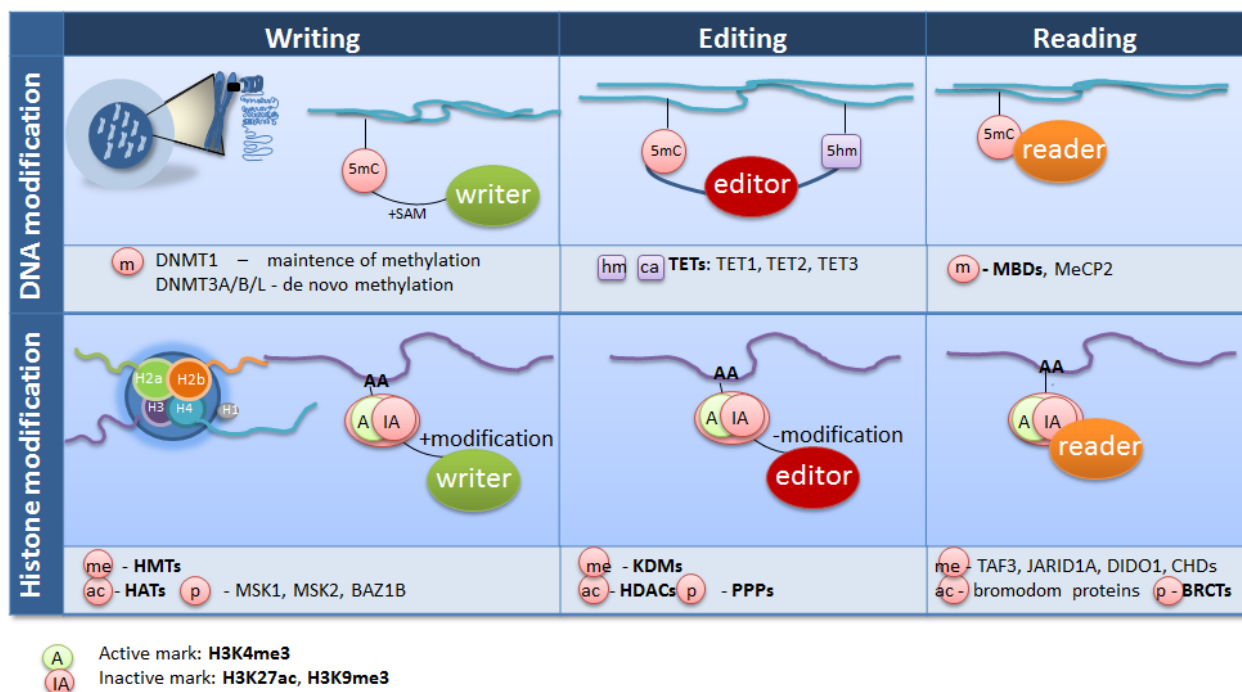 Writing
Editing
Reading
DNA modification
5mC
+SAM
writer
5mC
editor
5hm
5mC
reader
m DNMT1 – maintence of methylation
DNMT3A/B/L - de novo methylation
hm ca TETs: TET1, TET2, TET3
m - MBDs, MeCP2
Histone modification
H2a H2b
H3 H4 H1
AA
A IA
+modification
writer
AA
A IA
-modification
editor
AA
A IA
reader
me - HMTs
ac - HATs p - MSK1, MSK2, BAZ1B
me - KDMs
ac - HDACs p - PPPs
me - TAF3, JARID1A, DIDO1, CHDs
ac - bromodom proteins p - BRCTs
A Active mark: H3K4me3
IA Inactive mark: H3K27ac, H3K9me3